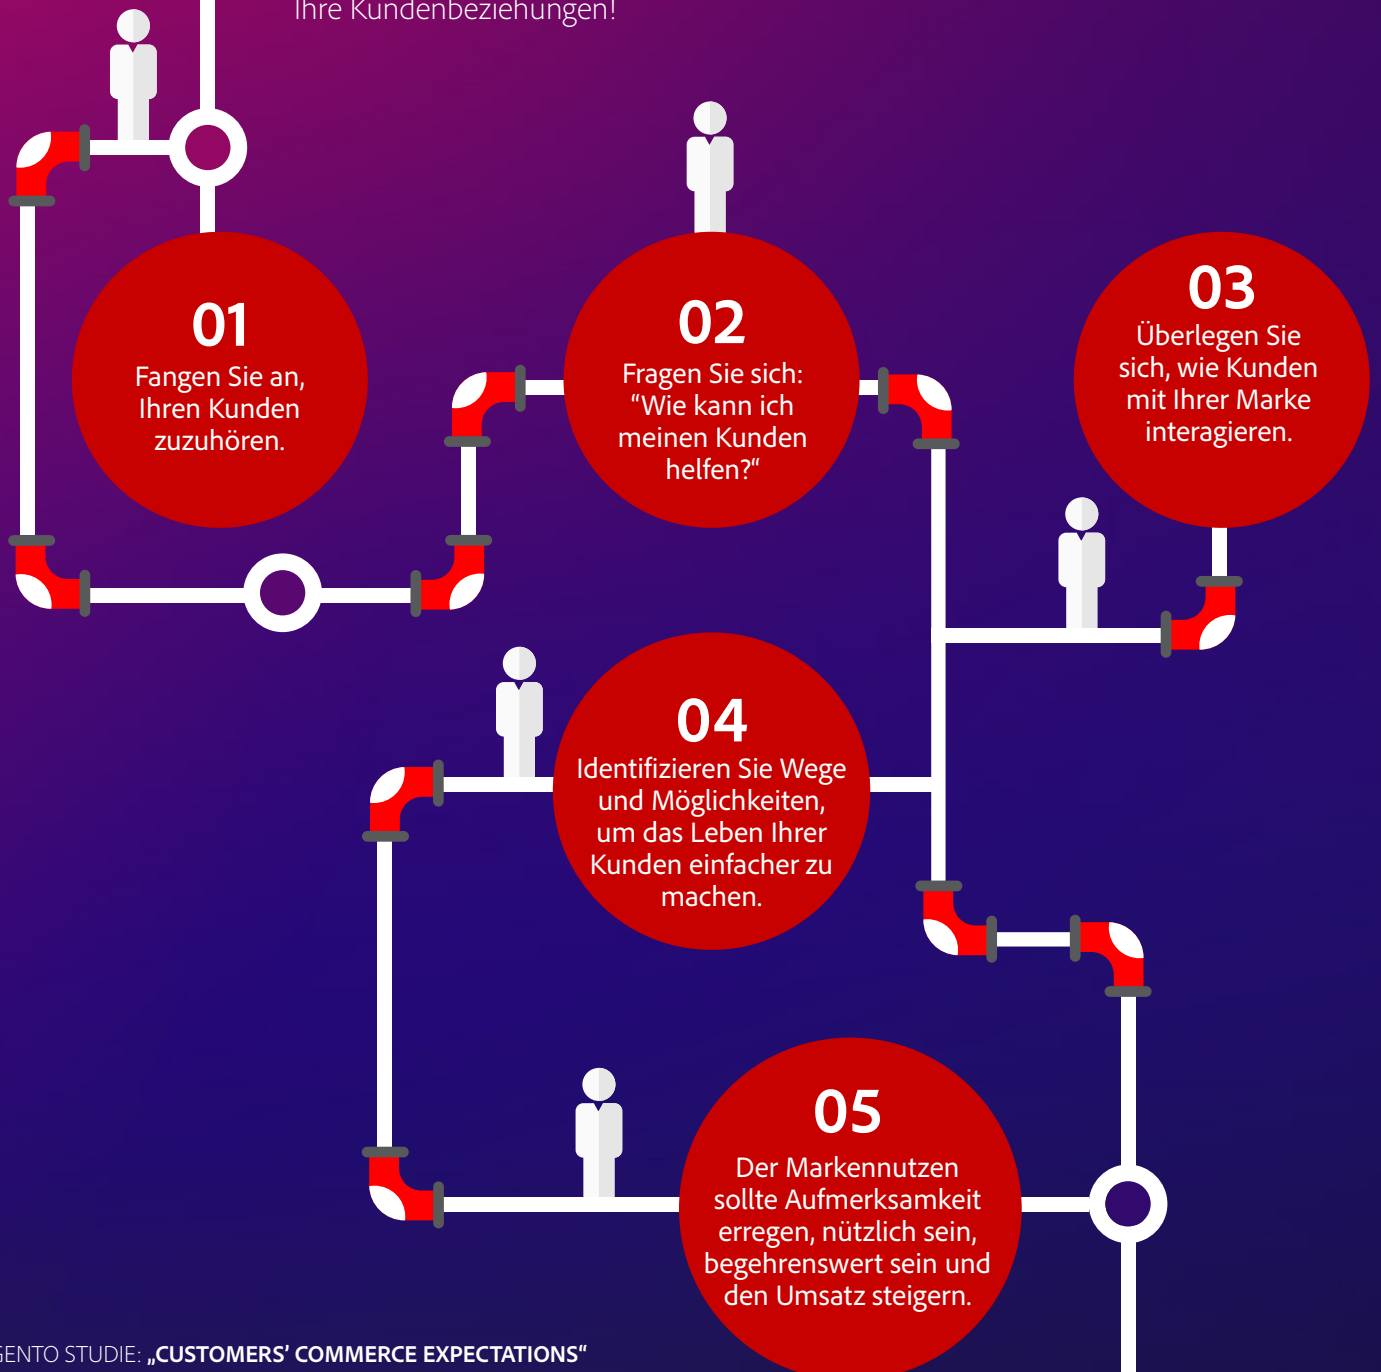 Ihre Kundenbeziehungen!
01
Fangen Sie an,
Ihren Kunden
zuzuhören.
02
Fragen Sie sich:
“Wie kann ich
meinen Kunden
helfen?“
03
Überlegen Sie
sich, wie Kunden
mit Ihrer Marke
interagieren.
04
Identifizieren Sie Wege
und Möglichkeiten,
um das Leben Ihrer
Kunden einfacher zu
machen.
05
Der Markennutzen
sollte Aufmerksamkeit
erregen, nützlich sein,
begehrenswert sein und
den Umsatz steigern.
GENTO STUDIE: „CUSTOMERS’ COMMERCE EXPECTATIONS“